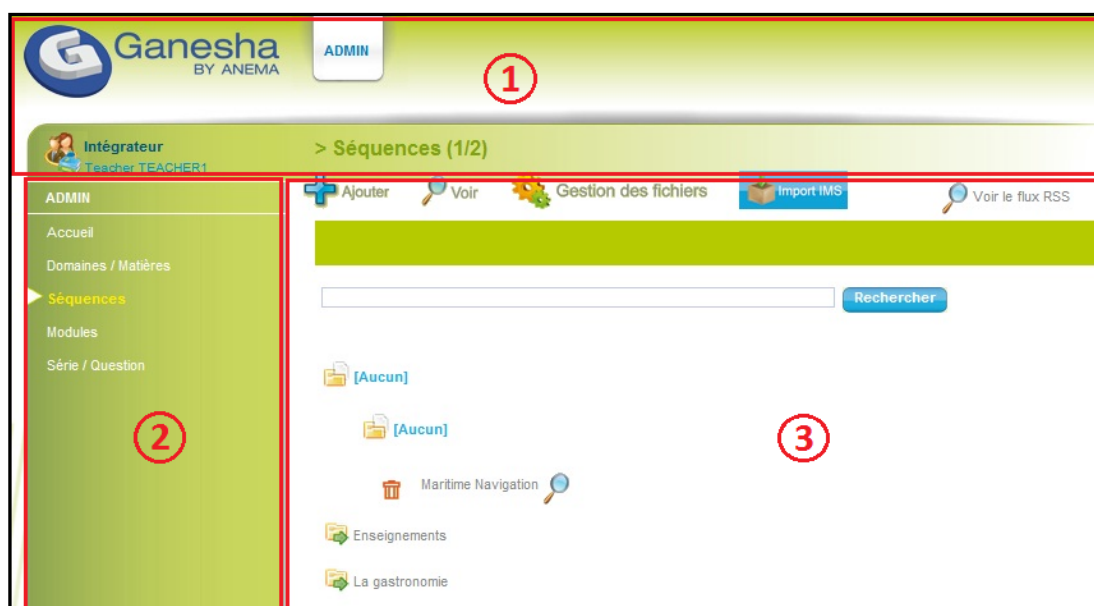 Ganesha
BY ANEMA
ADMIN
1
Intégrateur
Teacher TEACHER1
> Séquences (1/2)
ADMIN
Accueil
Domaines / Matières
Séquences
Modules
Série / Question
2
Ajouter
Voir
Gestion des fichiers
Import IMS
Voir le flux RSS
Rechercher
[Aucun]
[Aucun]
3
Maritime Navigation
Enseignements
La gastronomie